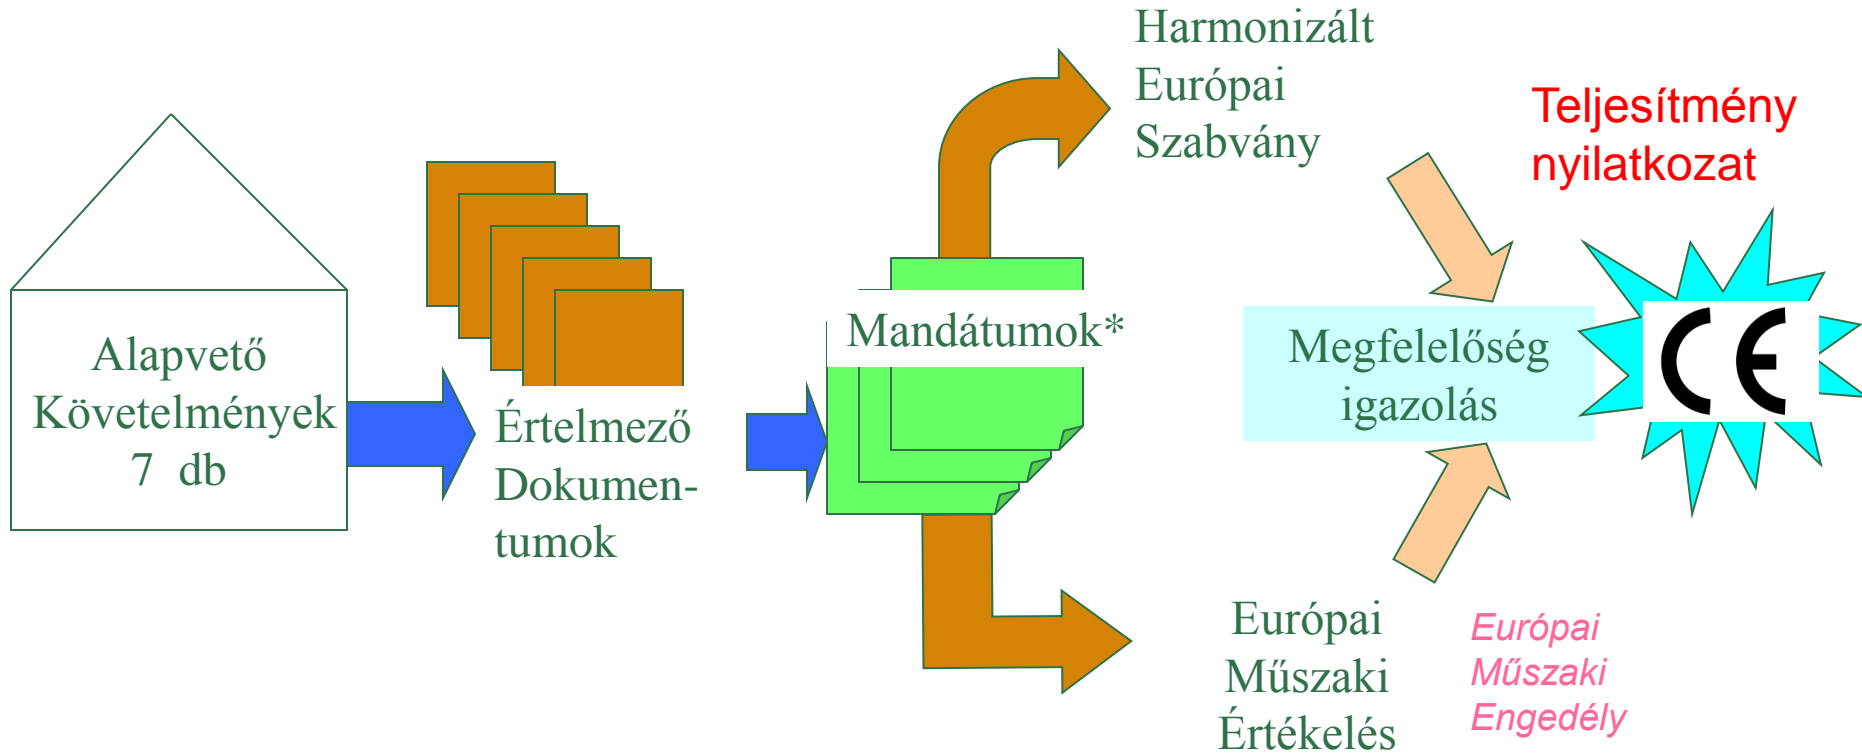 Alapvető
Követelmények
7 db
Értelmező
Dokumen-
tumok
Mandátumok*
Harmonizált
Európai
Szabvány
Európai
Műszaki
Értékelés
Európai
Műszaki
Engedély
Megfelelőség
igazolás
Teljesítmény
nyilatkozat
CE